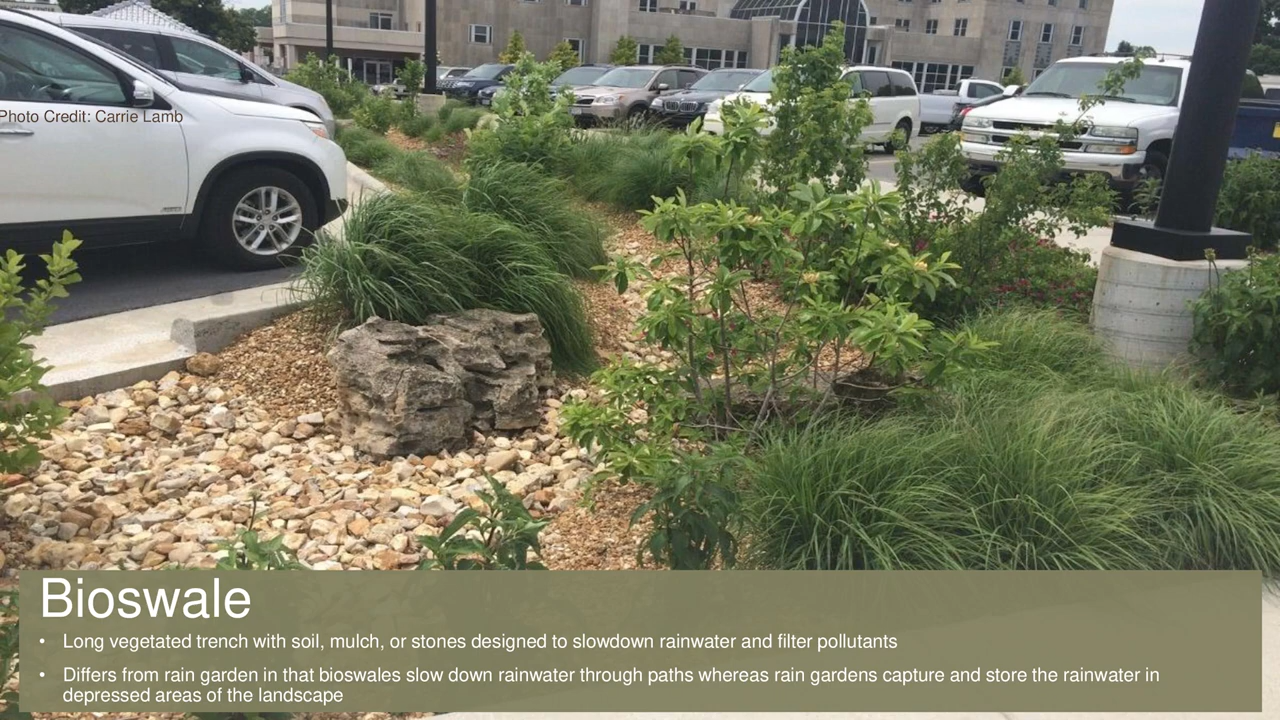 Photo Credit: Carrie Lamb
Bioswale
• Long vegetated trench with soil, mulch, or stones designed to slowdown rainwater and filter pollutants
• Differs from rain garden in that bioswales slow down rainwater through paths whereas rain gardens capture and store the rainwater in
depressed areas of the landscape